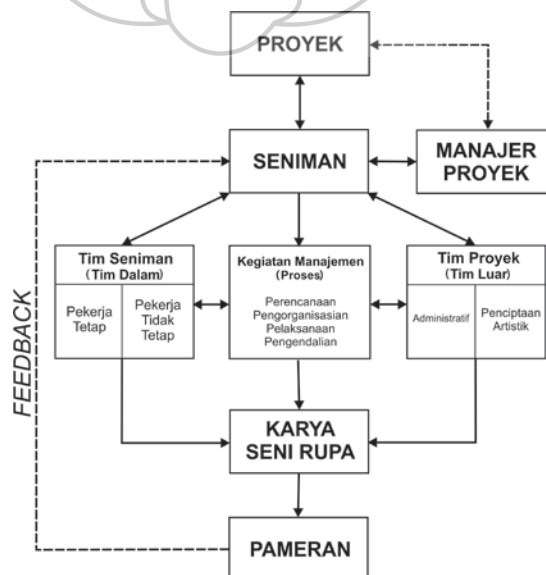 PROYEK
SENIMAN
MANAJER
PROYEK
Tim Seniman
(Tim Dalam)
Pekerja
Tetap
Pekerja
Tidak
Tetap
Kegiatan Manajemen
(Proses)
Perencanaan
Pengorganisasian
Pelaksanaan
Pengendalian
Tim Proyek
(Tim Luar)
Administratif
Penciptaan
Artistik
FEEDBACK
KARYA
SENI RUPA
PAMERAN